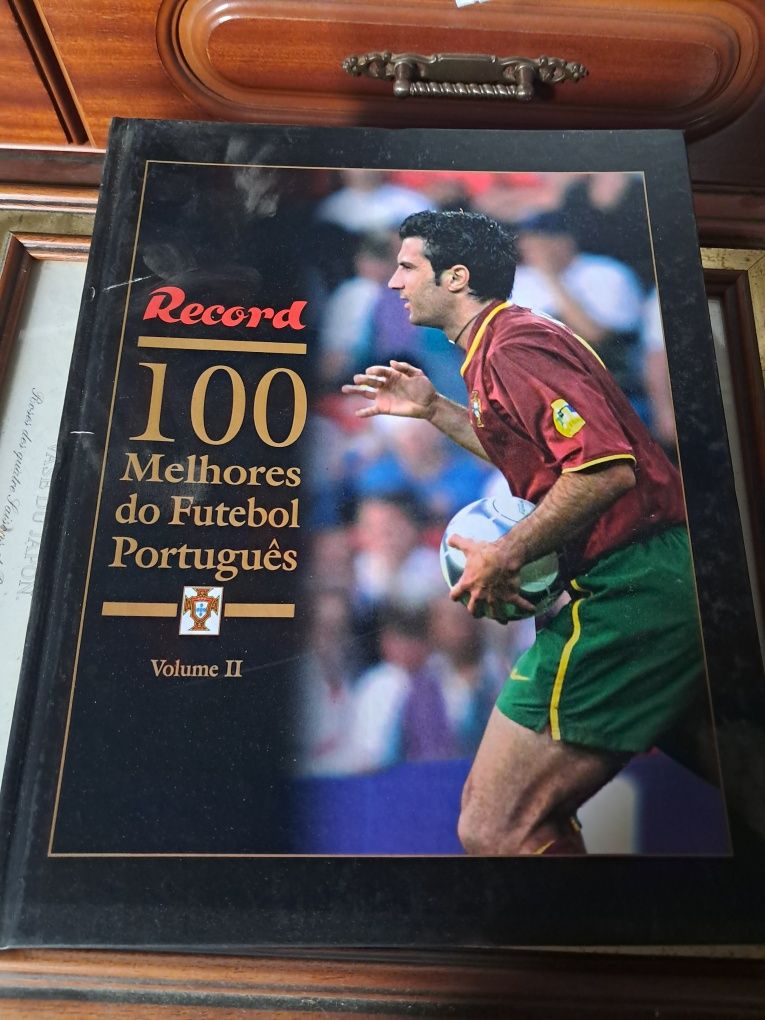 Record
100
Melhores
do Futebol
Português
Volume II